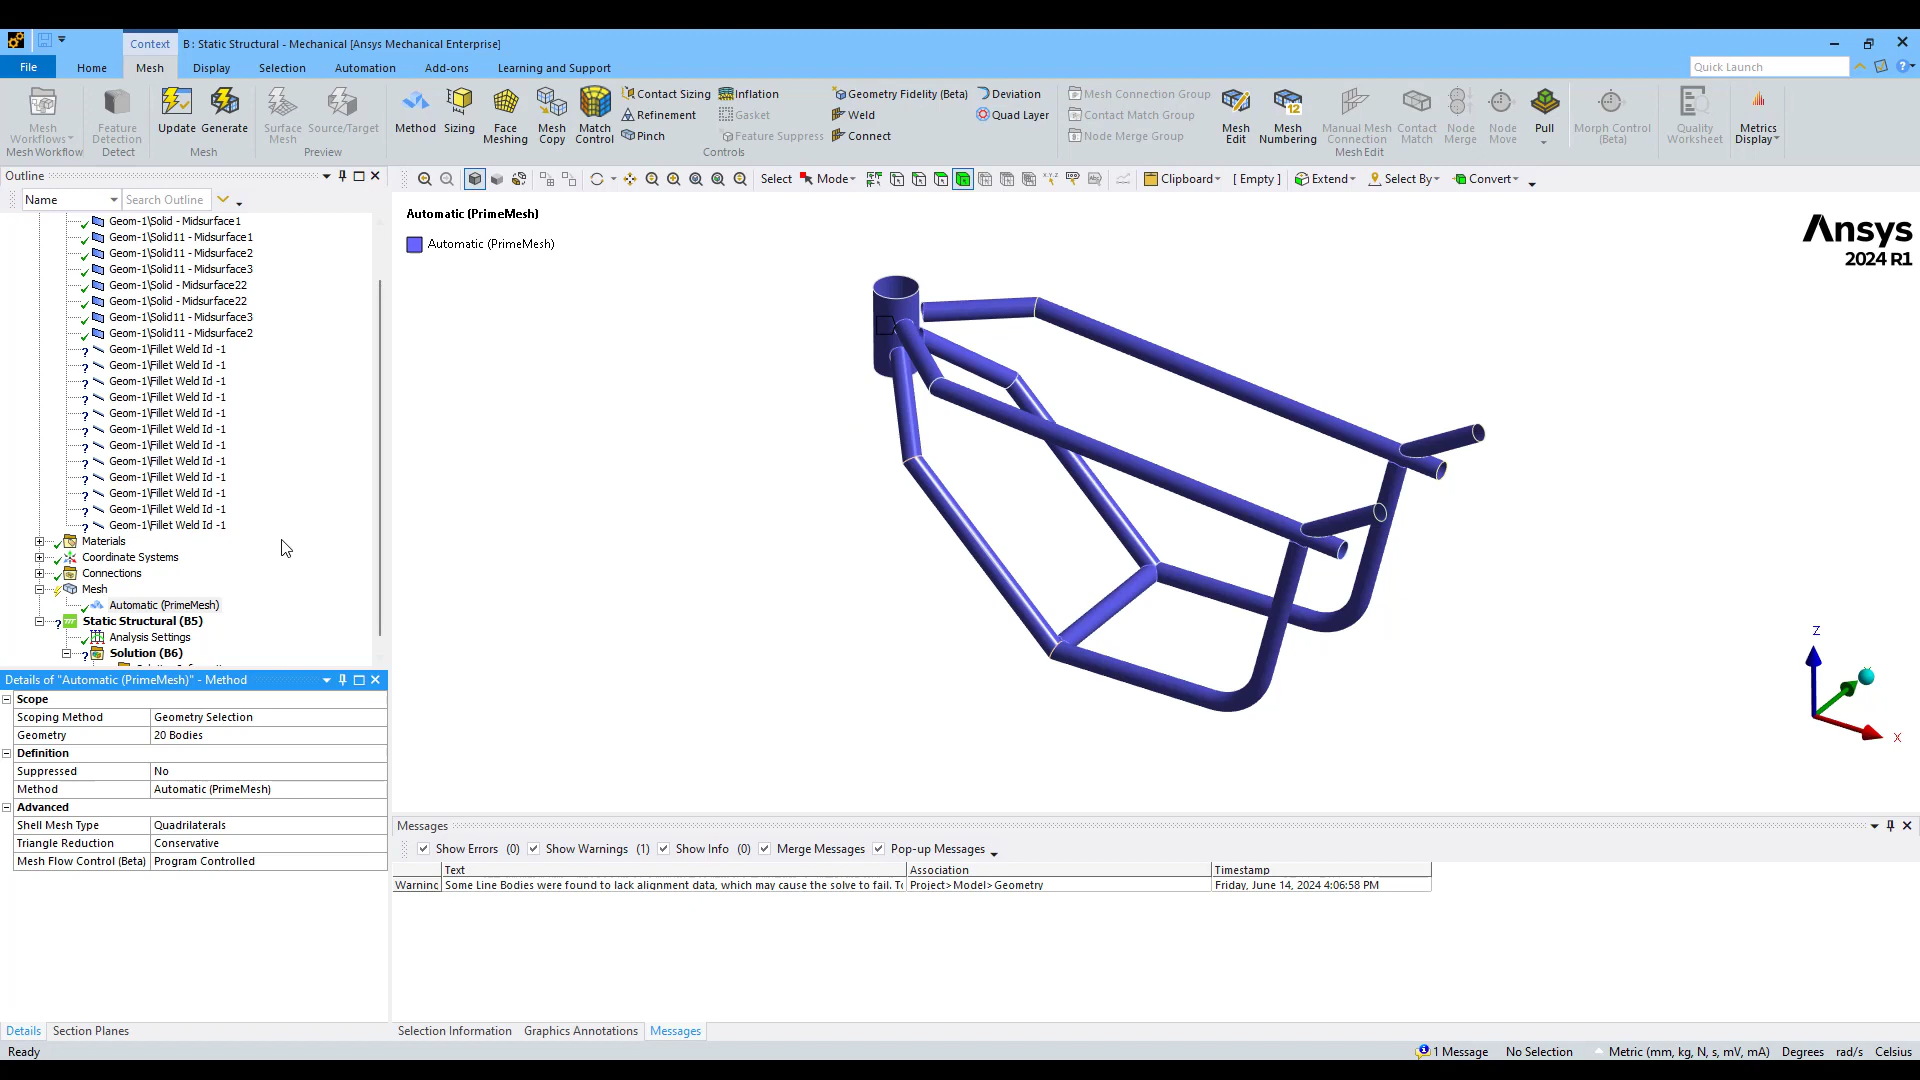 Context
B : Static Structural - Mechanical [Ansys Mechanical Enterprise]
File
Home
Mesh
Display
Selection
Automation
Add-ons
Learning and Support
Quick Launch
Mesh Workflows
Feature Detection
Update
Generate
Surface Mesh
Source/Target
Method
Sizing
Face Meshing
Mesh Copy
Match Control
Contact Sizing
Refinement
Pinch
Inflation
Gasket
Feature Suppress
Geometry Fidelity (Beta)
Weld
Connect
Deviation
Quad Layer
Mesh Connection Group
Contact Match Group
Node Merge Group
Mesh Edit
Mesh Numbering
Manual Mesh Connection
Contact Match
Node Merge
Node Move
Pull
Morph Control (Beta)
Quality Worksheet
Metrics Display
Mesh Workflow
Detect
Mesh
Preview
Controls
Mesh Edit
Outline
Select
Mode
Clipboard
[ Empty ]
Extend
Select By
Convert
Name
Search Outline
Geom-1\Solid - Midsurface1
Geom-1\Solid11 - Midsurface1
Geom-1\Solid11 - Midsurface2
Geom-1\Solid11 - Midsurface3
Geom-1\Solid - Midsurface22
Geom-1\Solid - Midsurface22
Geom-1\Solid11 - Midsurface3
Geom-1\Solid11 - Midsurface2
Geom-1\Fillet Weld Id -1
Geom-1\Fillet Weld Id -1
Geom-1\Fillet Weld Id -1
Geom-1\Fillet Weld Id -1
Geom-1\Fillet Weld Id -1
Geom-1\Fillet Weld Id -1
Geom-1\Fillet Weld Id -1
Geom-1\Fillet Weld Id -1
Geom-1\Fillet Weld Id -1
Geom-1\Fillet Weld Id -1
Geom-1\Fillet Weld Id -1
Geom-1\Fillet Weld Id -1
Materials
Coordinate Systems
Connections
Mesh
Automatic (PrimeMesh)
Static Structural (B5)
Analysis Settings
Solution (B6)
Details of "Automatic (PrimeMesh)" - Method
Scope
Scoping Method Geometry Selection
Geometry 20 Bodies
Definition
Suppressed No
Method Automatic (PrimeMesh)
Advanced
Shell Mesh Type Quadrilaterals
Triangle Reduction Conservative
Mesh Flow Control (Beta) Program Controlled
Details
Section Planes
Automatic (PrimeMesh)
Automatic (PrimeMesh)
Ansys
2024 R1
Z
X
Messages
Show Errors (0)
Show Warnings (1)
Show Info (0)
Merge Messages
Pop-up Messages
Text Association Timestamp
Warning Some Line Bodies were found to lack alignment data, which may cause the solve to fail. Project>Model>Geometry Friday, June 14, 2024 4:06:58 PM
Selection Information
Graphics Annotations
Messages
Ready
1 Message
No Selection
Metric (mm, kg, N, s, mV, mA)
Degrees
rad/s
Celsius